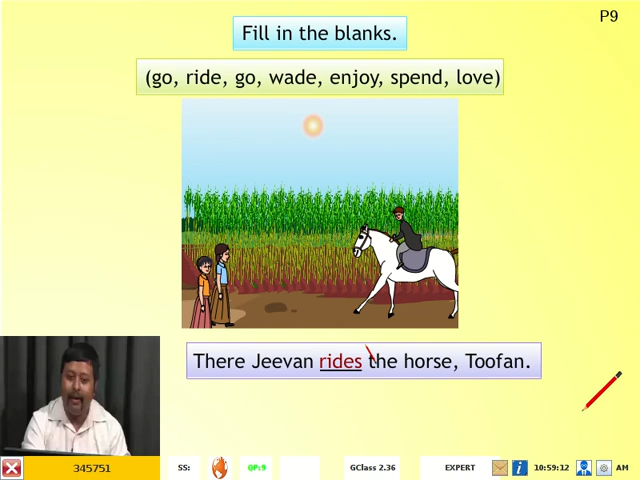 P9
Fill in the blanks.
(go, ride, go, wade, enjoy, spend, love)
There Jeevan rides the horse, Toofan.
345751 SS: QP:9 GClass 2.36 EXPERT 10:59:12 AM